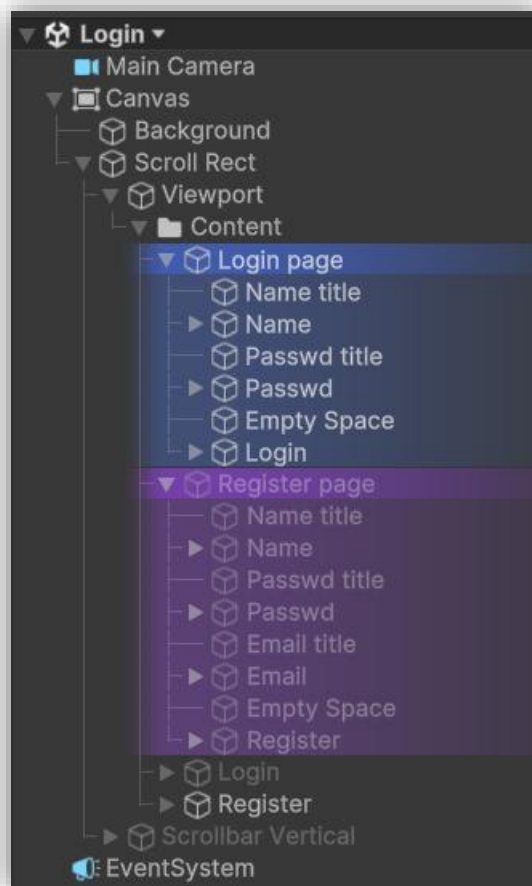 Login
Main Camera
Canvas
Background
Scroll Rect
Viewport
Content
Login page
Name title
Name
Passwd title
Passwd
Empty Space
Login
Register page
Name title
Name
Passwd title
Passwd
Email title
Email
Empty Space
Register
Login
Register
Scrollbar Vertical
EventSystem